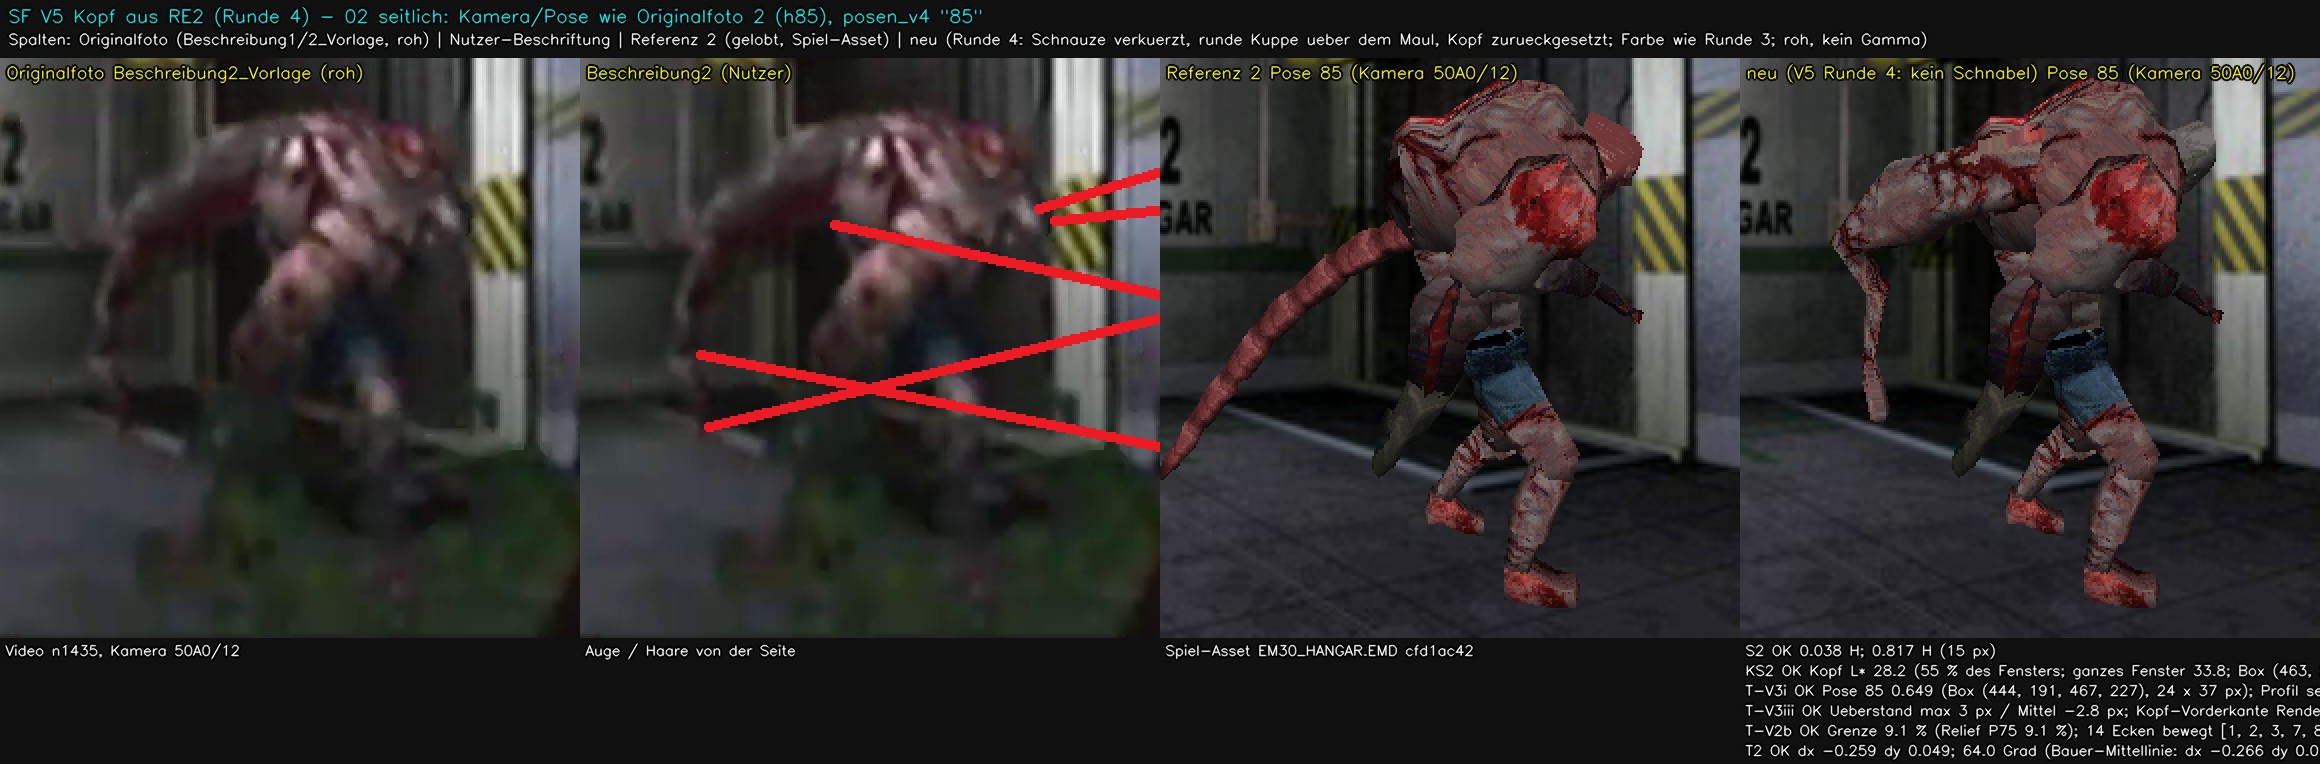 SF V5 Kopf aus RE2 (Runde 4) – 02 seitlich: Kamera/Pose wie Originalfoto 2 (h85), posen_v4 "85"
Spalten: Originalfoto (Beschreibung1/2_Vorlage, roh) | Nutzer-Beschriftung | Referenz 2 (gelobt, Spiel-Asset) | neu (Runde 4: Schnauze verkuerzt, runde Kuppe ueber dem Maul, Kopf zurueckgesetzt; Farbe wie Runde 3; roh, kein Gamma)
Originalfoto Beschreibung2_Vorlage (roh)
Beschreibung2 (Nutzer)
Referenz 2 Pose 85 (Kamera 50A0/12)
neu (V5 Runde 4: kein Schnabel) Pose 85 (Kamera 50A0/12)
2
2
2
2
GAR
GAR
Video n1435, Kamera 50A0/12
Auge / Haare von der Seite
Spiel-Asset EM30_HANGAR.EMD cfd1ac42
S2 OK 0.038 H; 0.817 H (15 px)
KS2 OK Kopf L* 28.2 (55 % des Fensters; ganzes Fenster 33.8; Box (463,
T-V3i OK Pose 85 0.649 (Box (444, 191, 467, 227), 24 x 37 px); Profil se
T-V3iii OK Ueberstand max 3 px / Mittel -2.8 px; Kopf-Vorderkante Rende
T-V2b OK Grenze 9.1 % (Relief P75 9.1 %); 14 Ecken bewegt [1, 2, 3, 7, 8
T2 OK dx -0.259 dy 0.049; 64.0 Grad (Bauer-Mittellinie: dx -0.266 dy 0.0